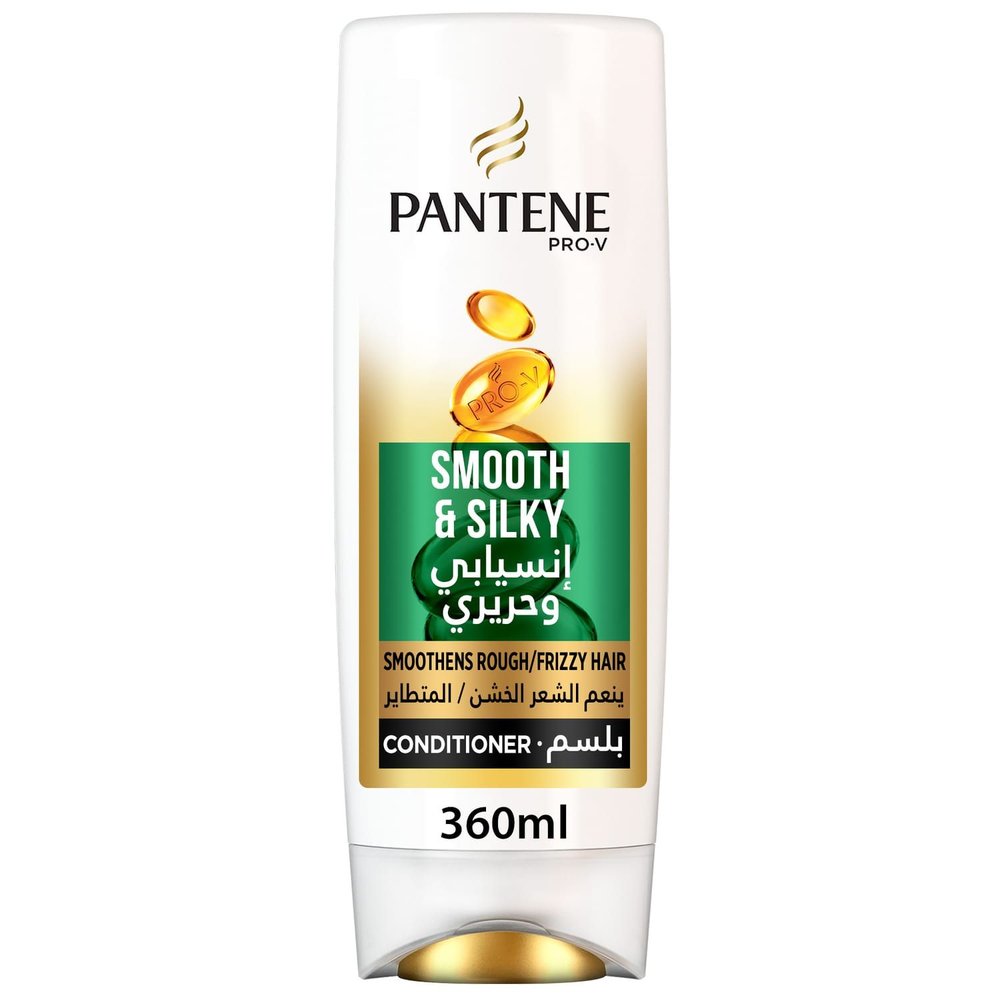 PANTENE
PRO-V
PRO-V
SMOOTH
& SILKY
إنسيابي
وحريري
SMOOTHENS ROUGH/FRIZZY HAIR
ينعم الشعر الخشن / المتطاير
CONDITIONER · بلسم
360ml